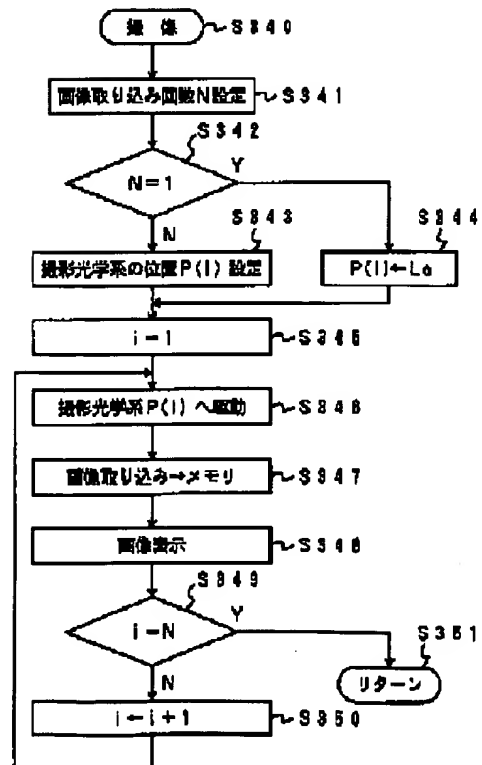 撮像 S340
画像取り込み回数N設定 S341
S342
N=1
Y
N
S343
S344
撮影光学系の位置P(I)設定
P(I)←La
i=1 S345
撮影光学系P(I)へ駆動 S346
画像取り込み→メモリ S347
画像表示 S348
S349
i=N
Y
N
S351
リターン
i←i+1 S350